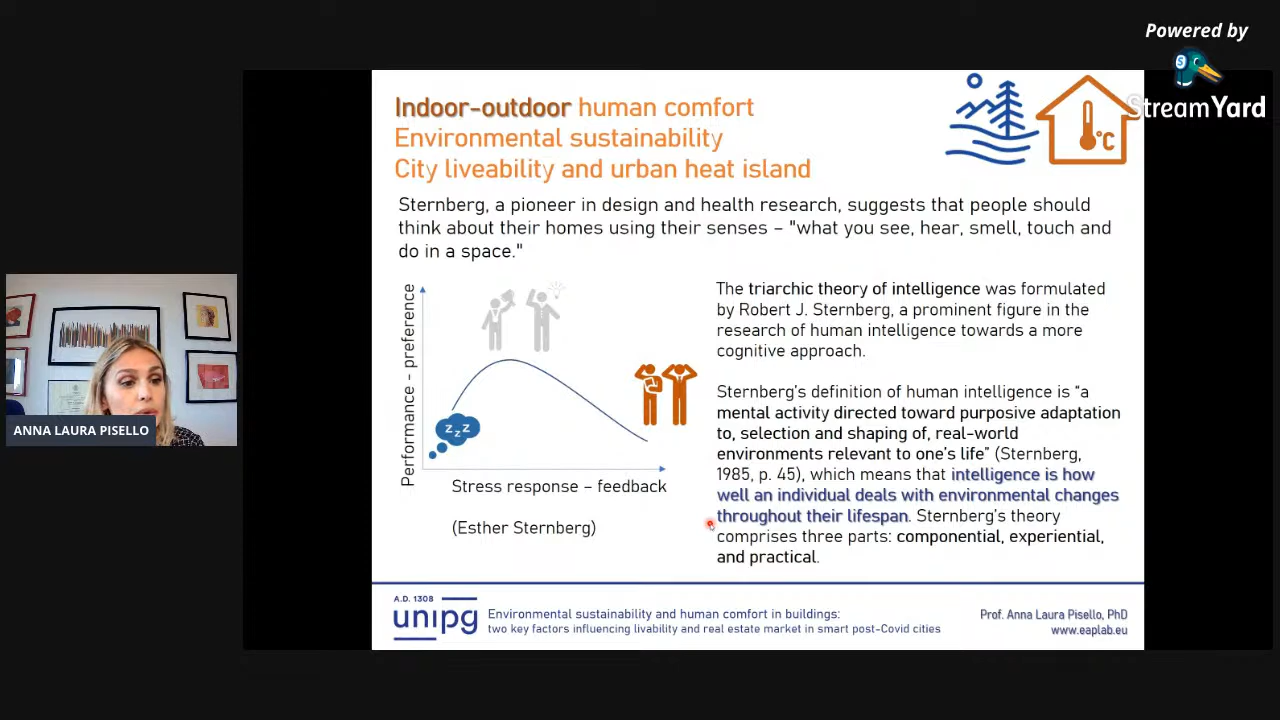 Powered by
StreamYard
Indoor-outdoor human comfort
Environmental sustainability
City liveability and urban heat island
°C
Sternberg, a pioneer in design and health research, suggests that people should
think about their homes using their senses – "what you see, hear, smell, touch and
do in a space."
Performance - preference
z z z
Stress response – feedback
(Esther Sternberg)
The triarchic theory of intelligence was formulated
by Robert J. Sternberg, a prominent figure in the
research of human intelligence towards a more
cognitive approach.
Sternberg's definition of human intelligence is "a
mental activity directed toward purposive adaptation
to, selection and shaping of, real-world
environments relevant to one's life" (Sternberg,
1985, p. 45), which means that intelligence is how
well an individual deals with environmental changes
throughout their lifespan. Sternberg's theory
comprises three parts: componential, experiential,
and practical.
ANNA LAURA PISELLO
A.D. 1308
unipg
Environmental sustainability and human comfort in buildings:
two key factors influencing livability and real estate market in smart post-Covid cities
Prof. Anna Laura Pisello, PhD
www.eaplab.eu